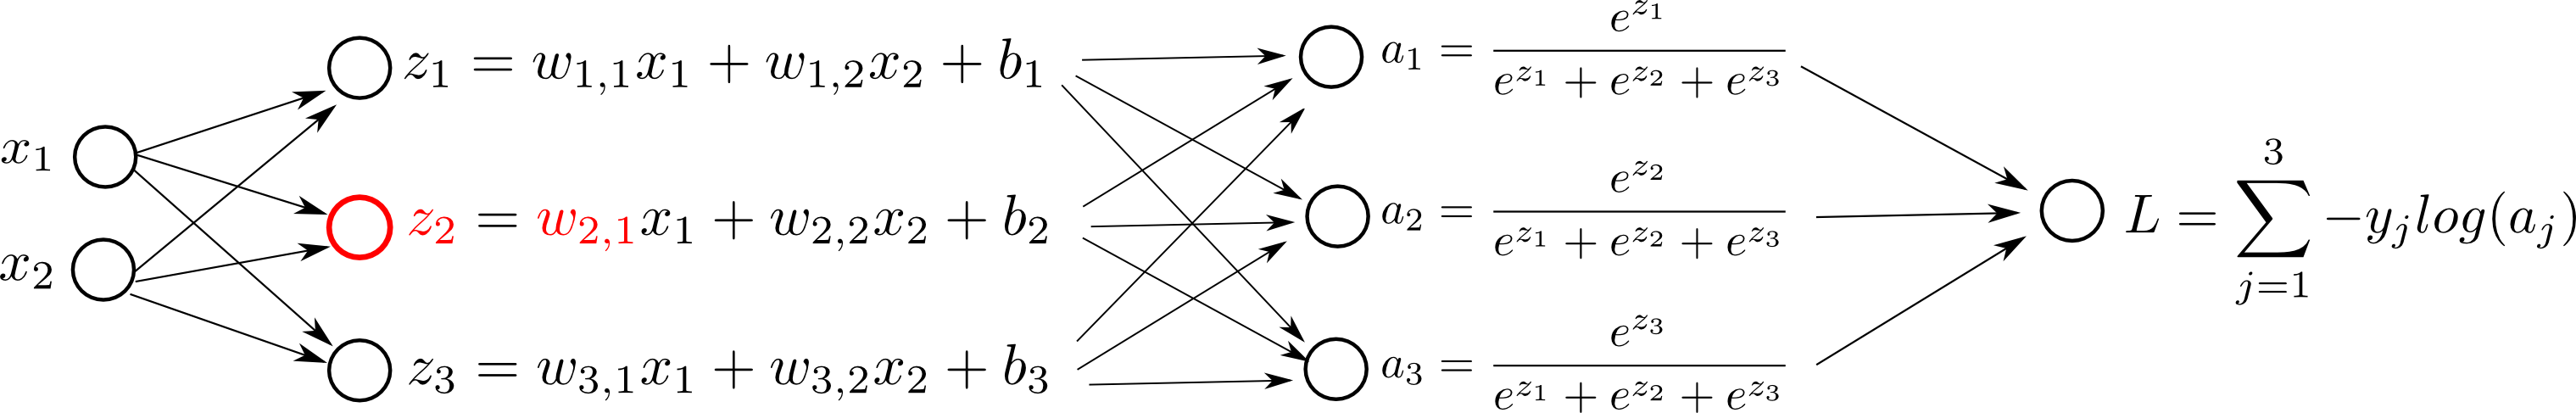 x_1
x_2
z_1 = w_{1,1}x_1 + w_{1,2}x_2 + b_1
z_2 = w_{2,1}x_1 + w_{2,2}x_2 + b_2
z_3 = w_{3,1}x_1 + w_{3,2}x_2 + b_3
a_1 = \frac{e^{z_1}}{e^{z_1} + e^{z_2} + e^{z_3}}
a_2 = \frac{e^{z_2}}{e^{z_1} + e^{z_2} + e^{z_3}}
a_3 = \frac{e^{z_3}}{e^{z_1} + e^{z_2} + e^{z_3}}
L = \sum_{j=1}^{3} -y_j log(a_j)